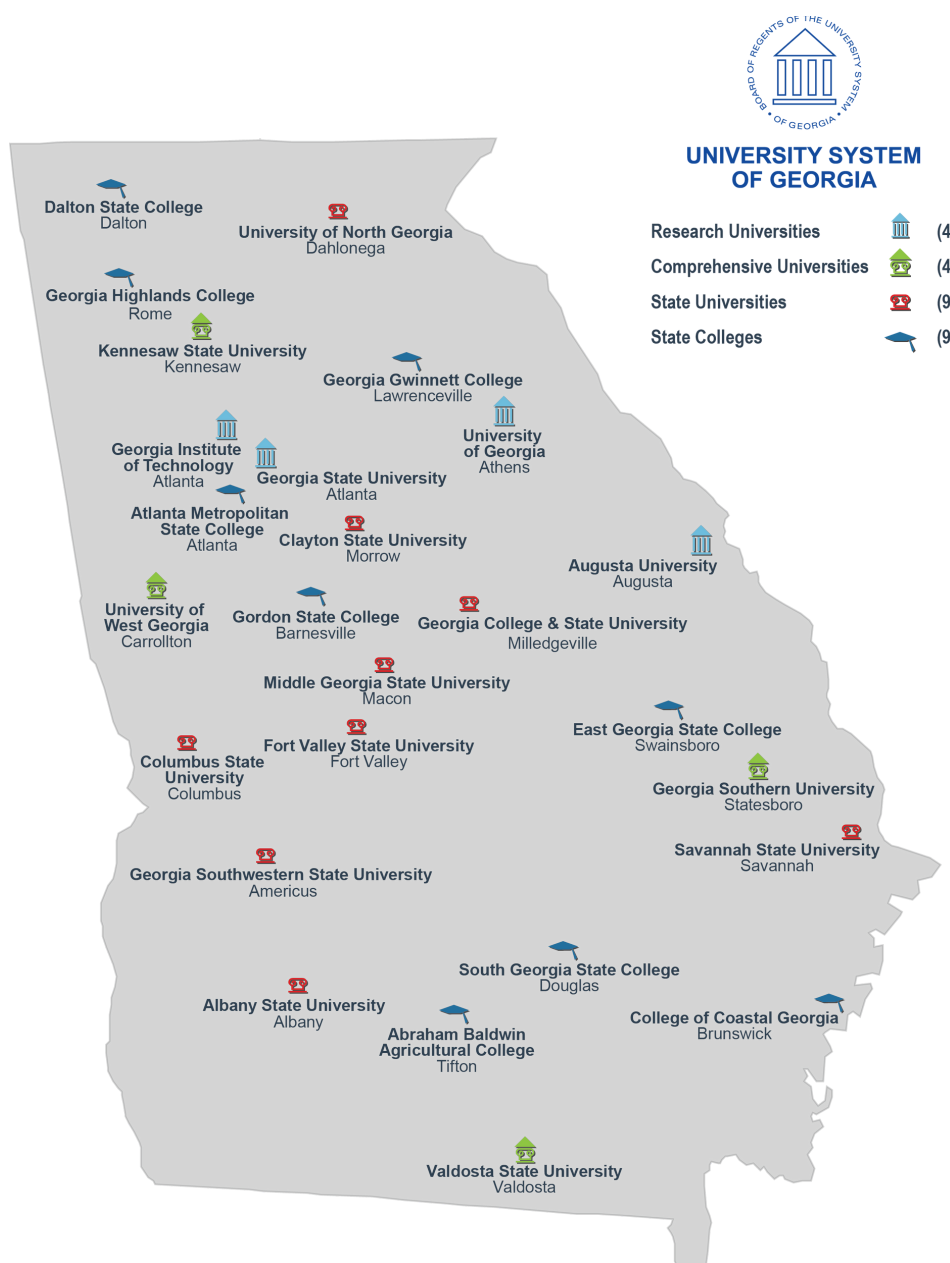 BOARD OF REGENTS OF THE UNIVERSITY SYSTEM
• OF GEORGIA •
UNIVERSITY SYSTEM
OF GEORGIA
Research Universities (4
Comprehensive Universities (4
State Universities (9
State Colleges (9
Dalton State College
Dalton
University of North Georgia
Dahlonega
Georgia Highlands College
Rome
Kennesaw State University
Kennesaw
Georgia Gwinnett College
Lawrenceville
University
of Georgia
Athens
Georgia Institute
of Technology
Atlanta
Georgia State University
Atlanta
Atlanta Metropolitan
State College
Atlanta
Clayton State University
Morrow
Augusta University
Augusta
University of
West Georgia
Carrollton
Gordon State College
Barnesville
Georgia College & State University
Milledgeville
Middle Georgia State University
Macon
East Georgia State College
Swainsboro
Fort Valley State University
Fort Valley
Columbus State
University
Columbus
Georgia Southern University
Statesboro
Savannah State University
Savannah
Georgia Southwestern State University
Americus
South Georgia State College
Douglas
Albany State University
Albany
College of Coastal Georgia
Brunswick
Abraham Baldwin
Agricultural College
Tifton
Valdosta State University
Valdosta